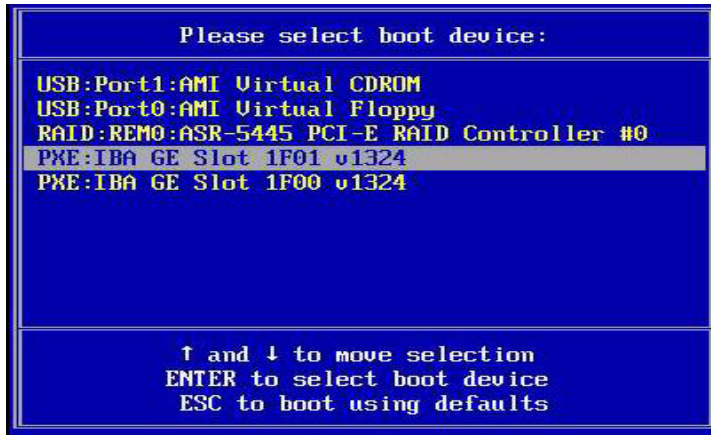 Please select boot device:
USB:Port1:AMI Virtual CDROM
USB:Port0:AMI Virtual Floppy
RAID:REM0:ASR-5445 PCI-E RAID Controller #0
PXE:IBA GE Slot 1F01 v1324
PXE:IBA GE Slot 1F00 v1324
↑ and ↓ to move selection
ENTER to select boot device
ESC to boot using defaults